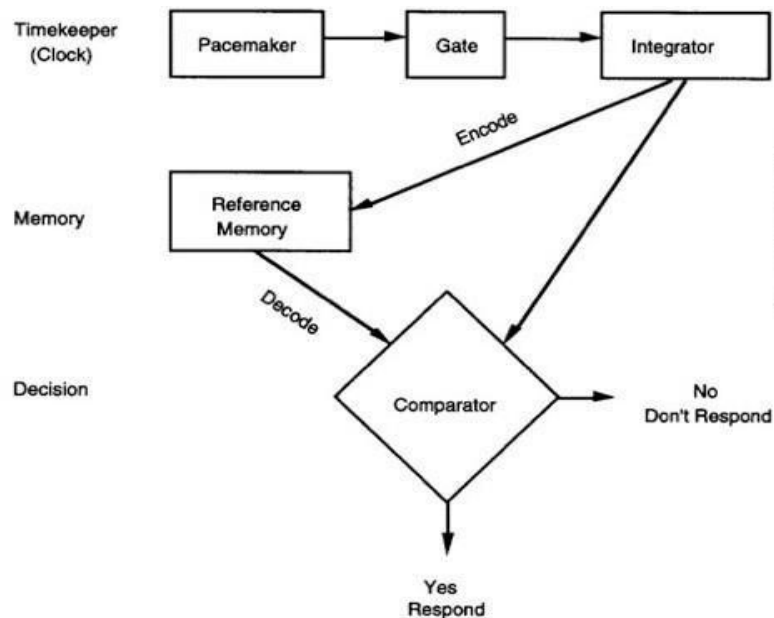 Timekeeper
(Clock)
Pacemaker
Gate
Integrator
Encode
Memory
Reference
Memory
Decode
Decision
Comparator
No
Don't Respond
Yes
Respond